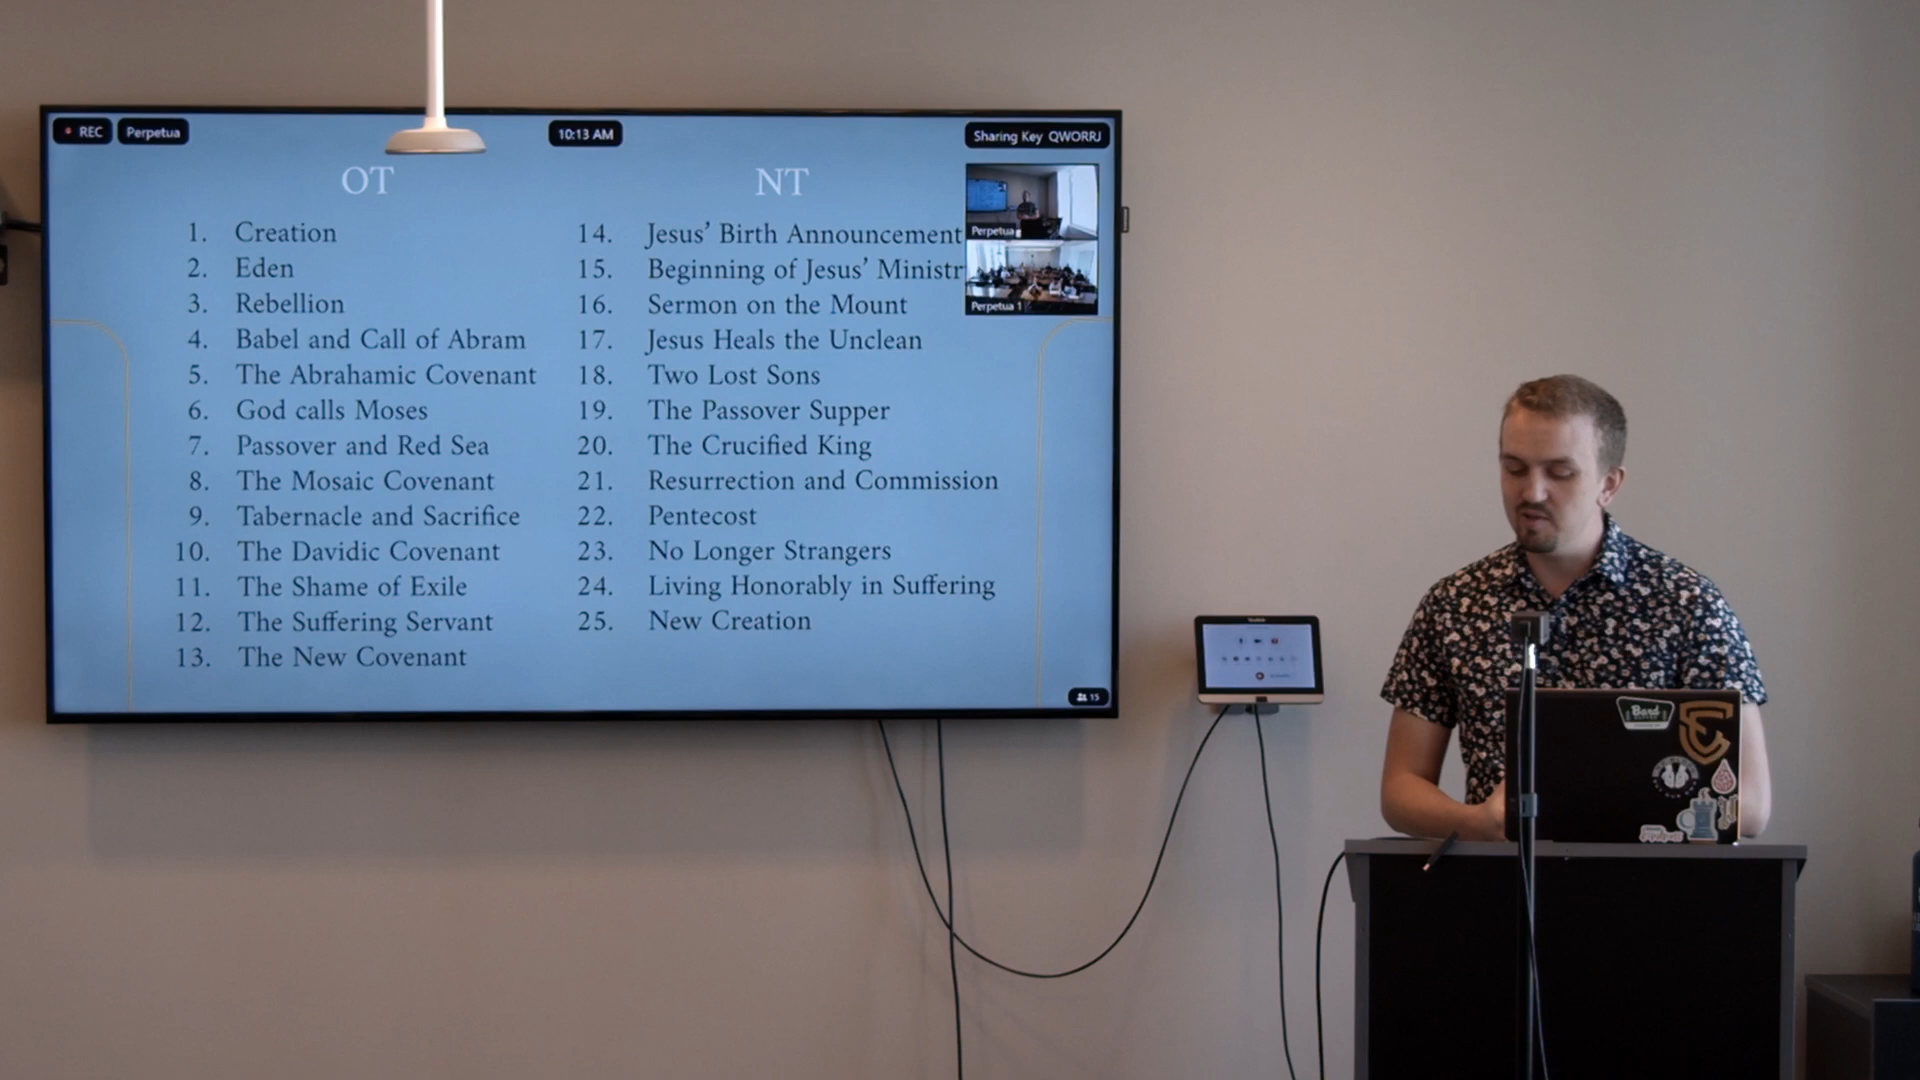 REC
Perpetua
10:13 AM
Sharing Key QWORRJ
OT
1. Creation
2. Eden
3. Rebellion
4. Babel and Call of Abram
5. The Abrahamic Covenant
6. God calls Moses
7. Passover and Red Sea
8. The Mosaic Covenant
9. Tabernacle and Sacrifice
10. The Davidic Covenant
11. The Shame of Exile
12. The Suffering Servant
13. The New Covenant
NT
14. Jesus’ Birth Announcement
15. Beginning of Jesus’ Ministr
16. Sermon on the Mount
17. Jesus Heals the Unclean
18. Two Lost Sons
19. The Passover Supper
20. The Crucified King
21. Resurrection and Commission
22. Pentecost
23. No Longer Strangers
24. Living Honorably in Suffering
25. New Creation
Perpetua
Perpetua 1
15
Bard